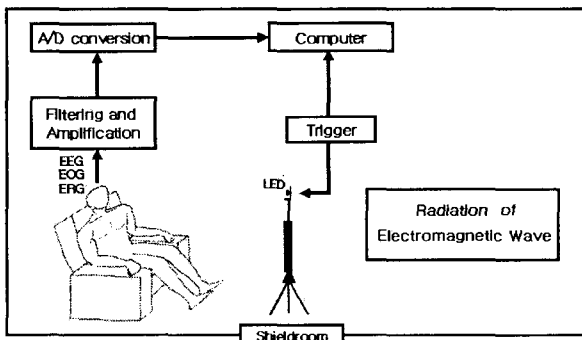 A/D conversion
Computer
Filtering and
Amplification
Trigger
EEG
EOG
ERG
LED
Radiation of
Electromagnetic Wave
Shieldroom